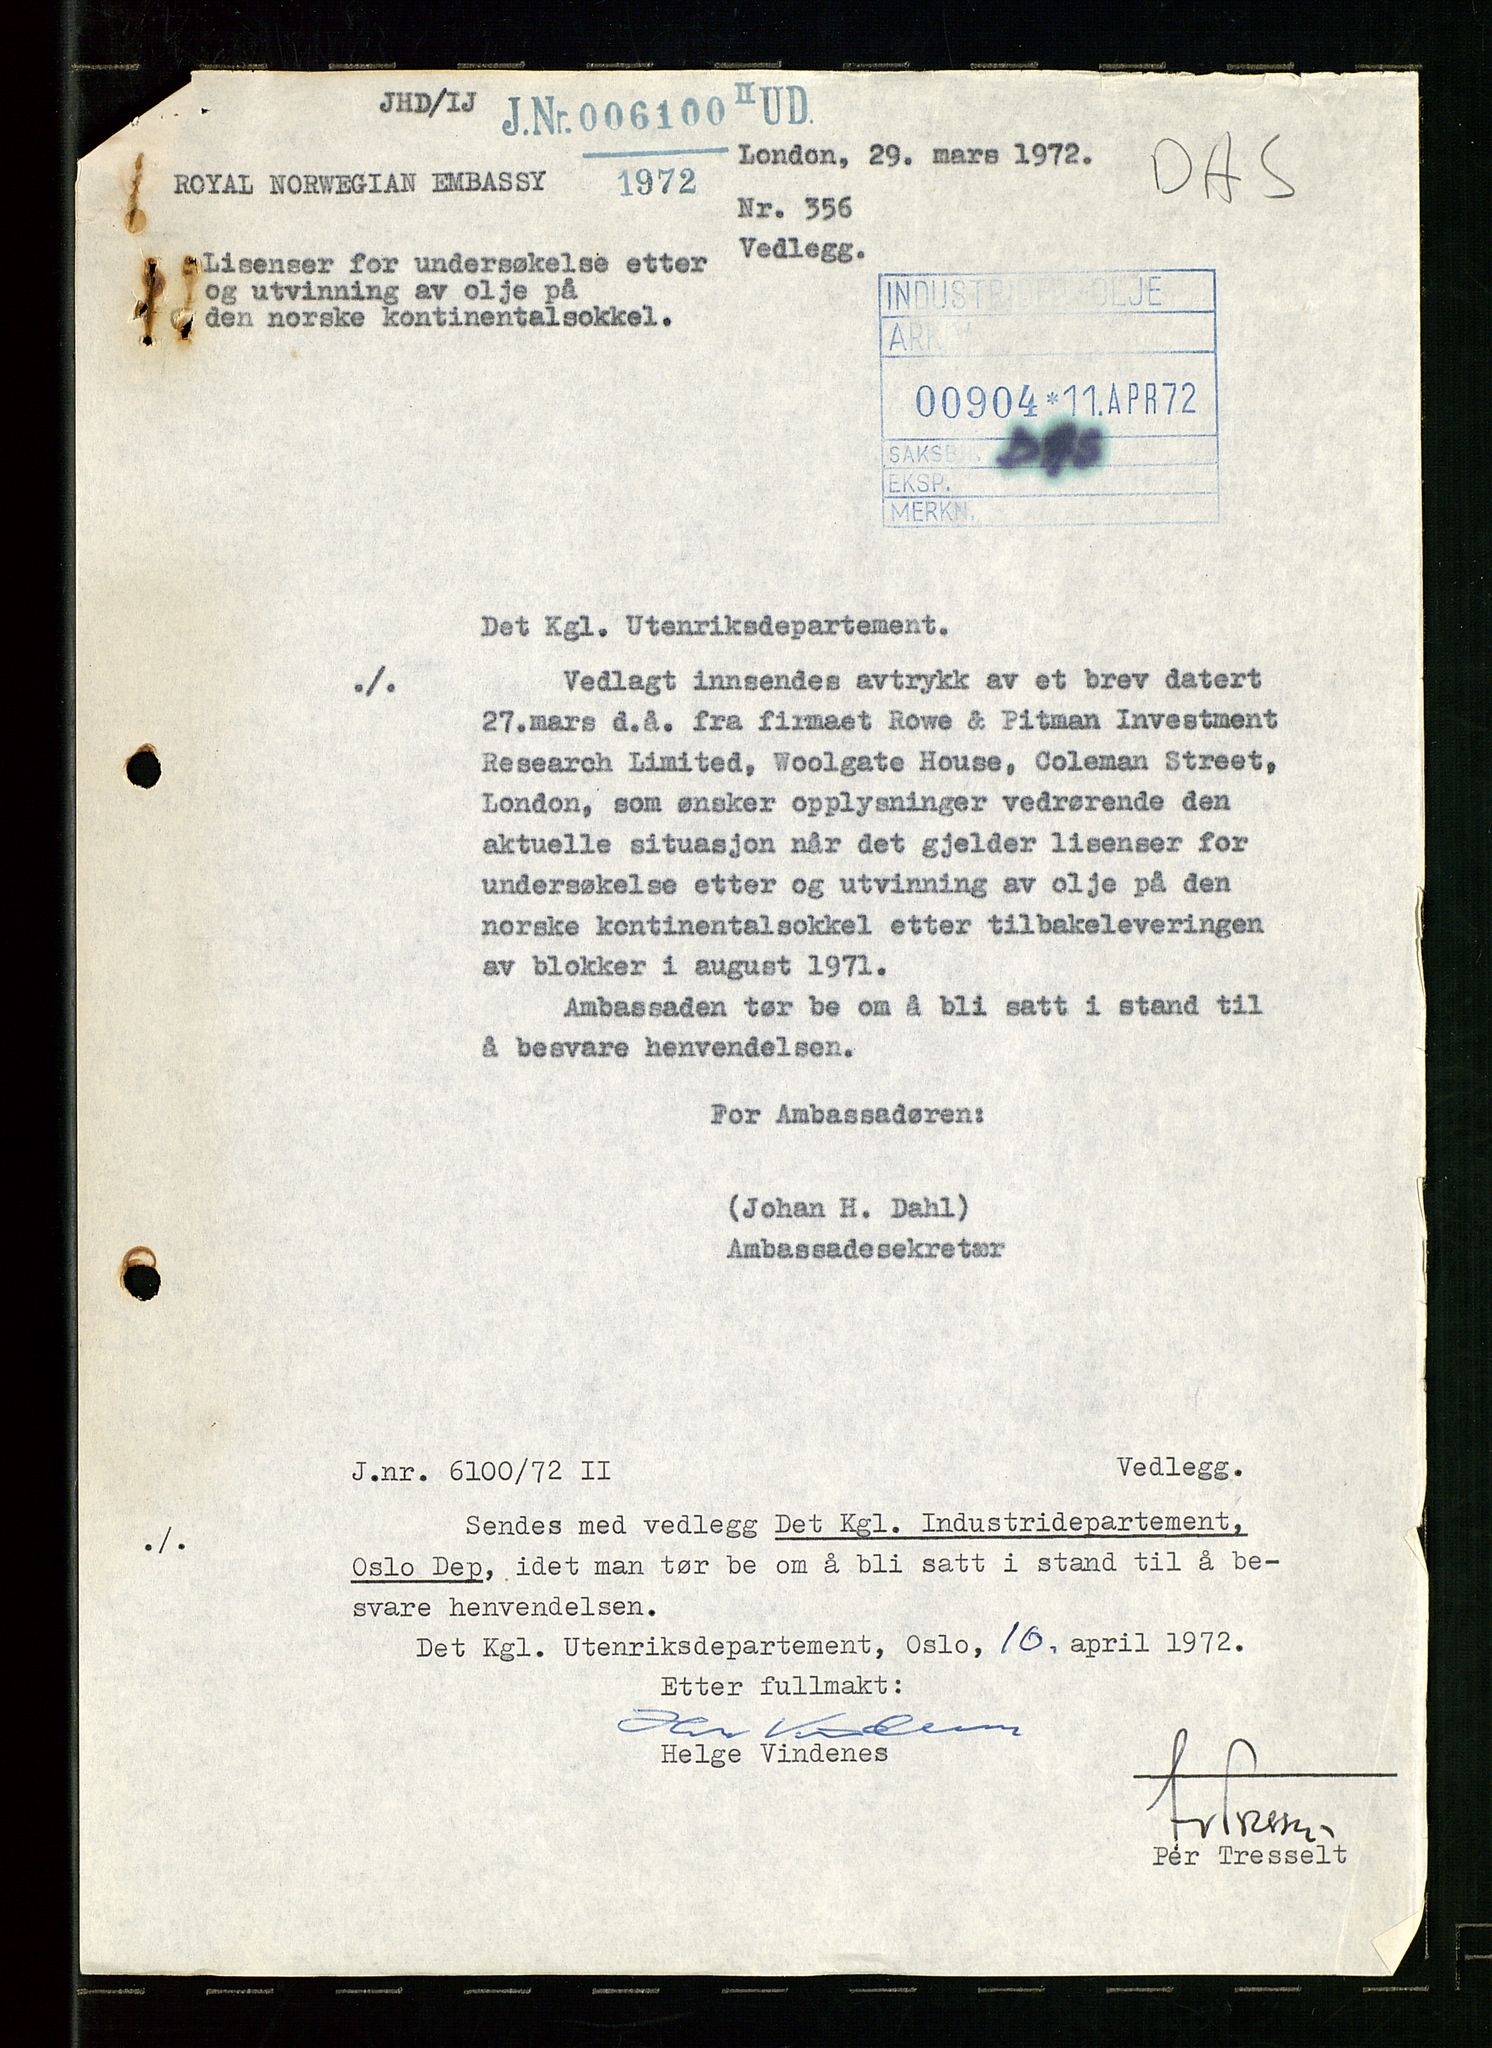 JHD/IJ
J.Nr. 006100 II UD.
1972
London, 29. mars 1972.
DAS
ROYAL NORWEGIAN EMBASSY
Nr. 356
Vedlegg.
Lisenser for undersøkelse etter
og utvinning av olje på
den norske kontinentalsokkel.
OLJE
00904 * 11.APR72
DAS
EKSP.
MERKN.
Det Kgl. Utenriksdepartement.
./. Vedlagt innsendes avtrykk av et brev datert
27.mars d.å. fra firmaet Rowe & Pitman Investment
Research Limited, Woolgate House, Coleman Street,
London, som ønsker opplysninger vedrørende den
aktuelle situasjon når det gjelder lisenser for
undersøkelse etter og utvinning av olje på den
norske kontinentalsokkel etter tilbakeleveringen
av blokker i august 1971.
Ambassaden tør be om å bli satt i stand til
å besvare henvendelsen.
For Ambassadøren:
(Johan H. Dahl)
Ambassadesekretær
J.nr. 6100/72 II Vedlegg.
./. Sendes med vedlegg Det Kgl. Industridepartement,
Oslo Dep, idet man tør be om å bli satt i stand til å be-
svare henvendelsen.
Det Kgl. Utenriksdepartement, Oslo, 10. april 1972.
Etter fullmakt:
Helge Vindenes
Per Tresselt